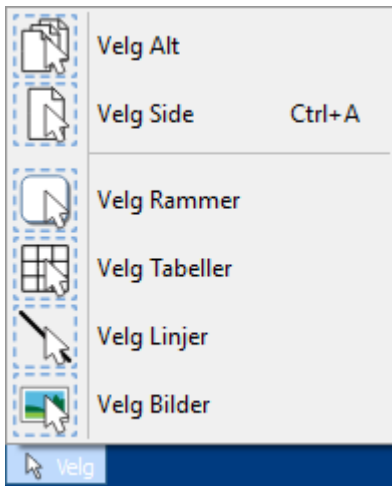 Velg Alt
Velg Side Ctrl+A
Velg Rammer
Velg Tabeller
Velg Linjer
Velg Bilder
Velg